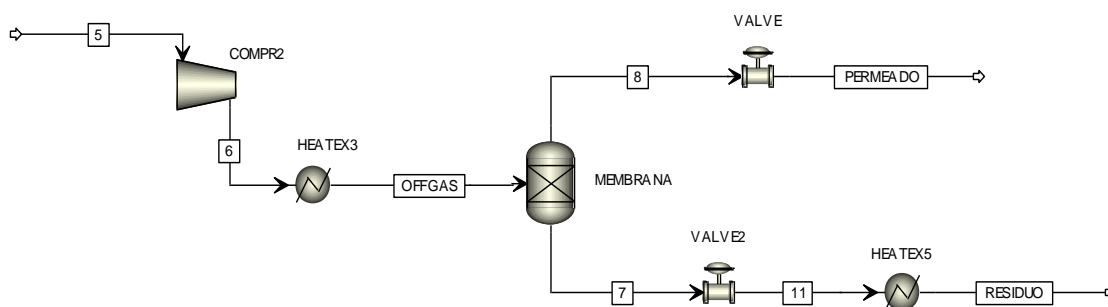 VALVE
5
COMPR2
8
PERMEADO
HEATEX3
6
OFFGAS
MEMBRANA
VALVE2
HEATEX5
7
11
RESIDUO